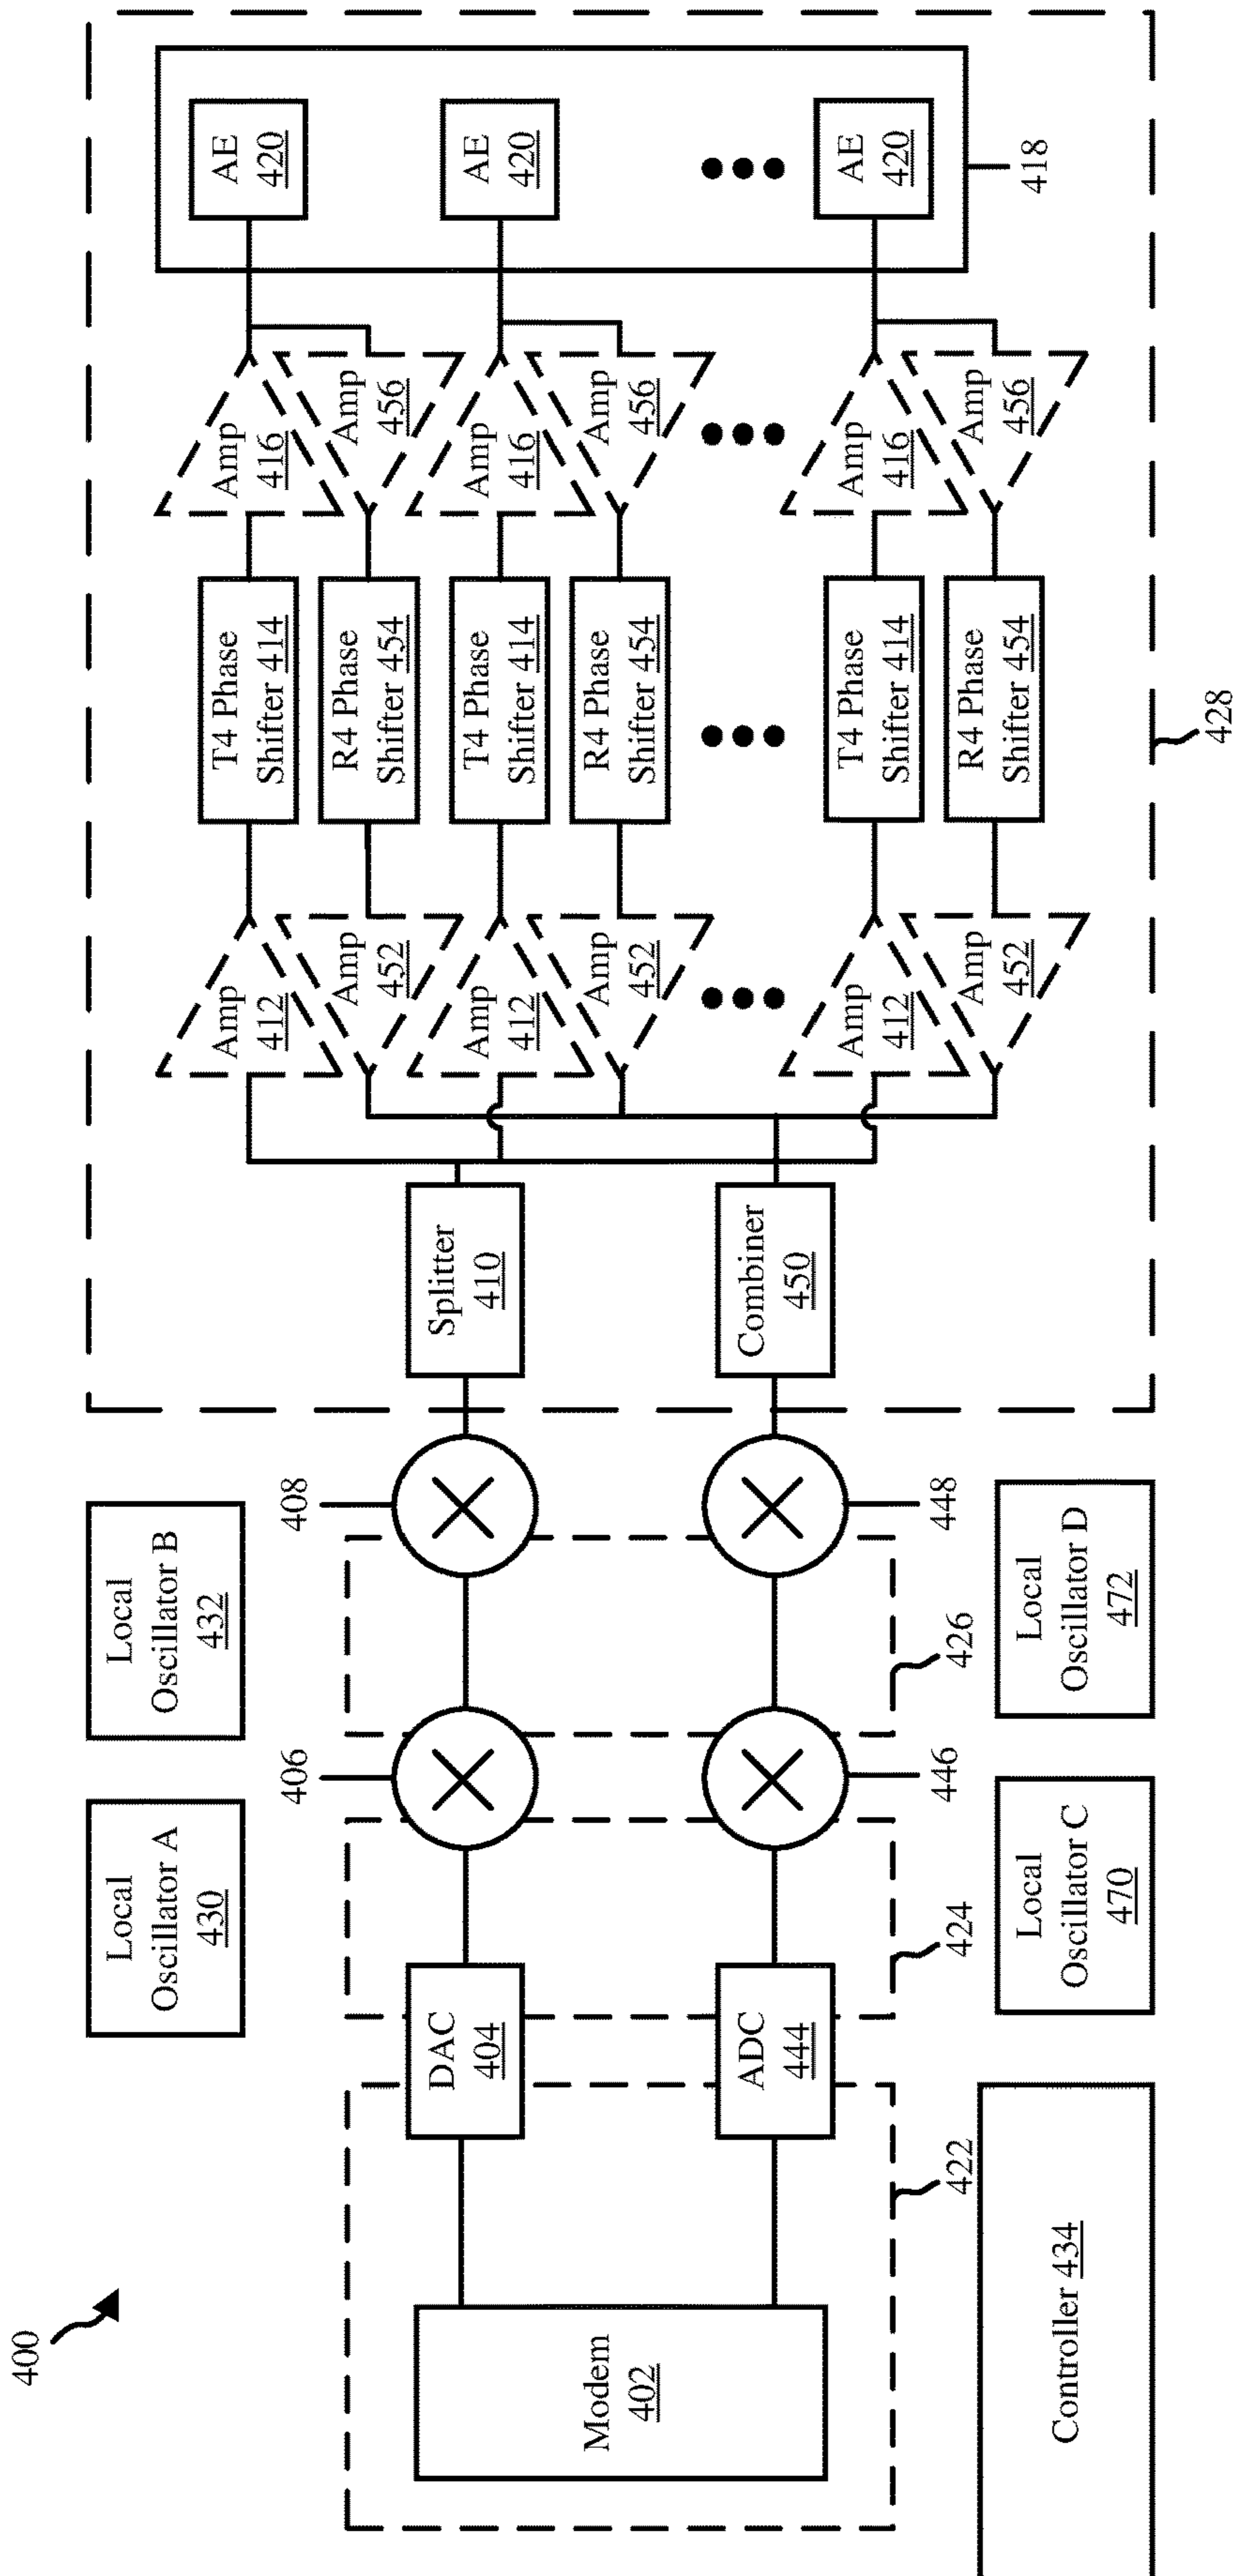 400
Modem
402
422
Controller 434
DAC
404
ADC
444
424
Local
Oscillator A
430
Local
Oscillator C
470
406
446
426
Local
Oscillator B
432
Local
Oscillator D
472
408
448
Splitter
410
Combiner
450
Amp
412
Amp
452
Amp
412
Amp
452
Amp
412
Amp
452
T4 Phase
Shifter 414
R4 Phase
Shifter 454
T4 Phase
Shifter 414
R4 Phase
Shifter 454
T4 Phase
Shifter 414
R4 Phase
Shifter 454
428
Amp
416
Amp
456
Amp
416
Amp
456
Amp
416
Amp
456
AE
420
AE
420
AE
420
418